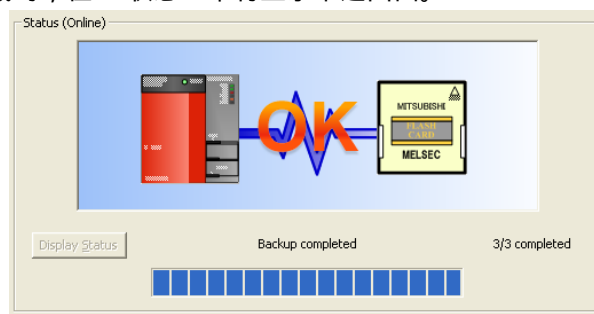 Status (Online)
OK
MITSUBISHI
FLASH
CARD
MELSEC
Display Status
Backup completed
3/3 completed